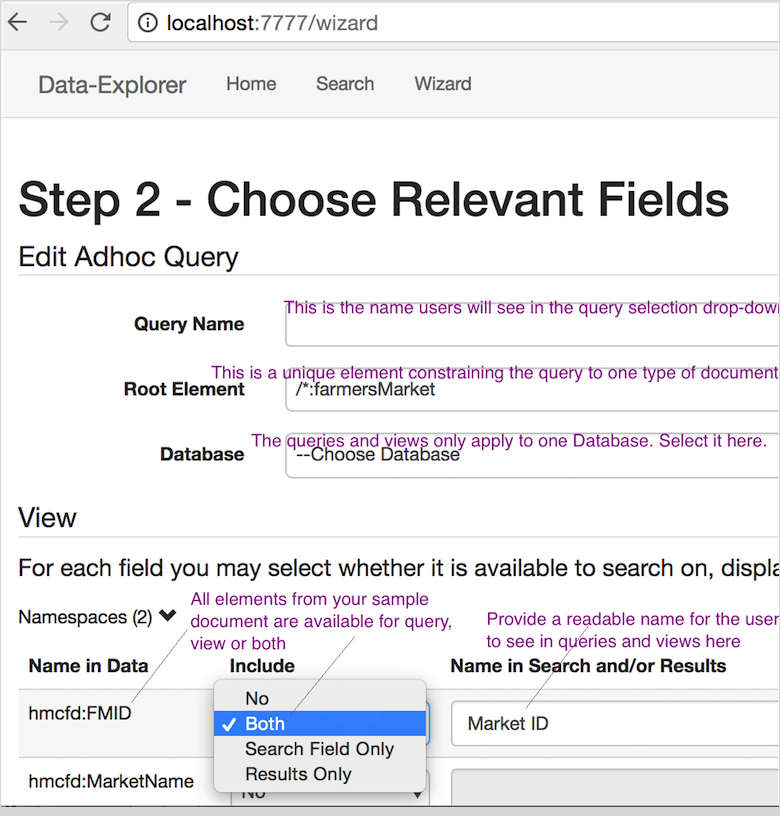 localhost:7777/wizard
Data-Explorer Home Search Wizard
Step 2 - Choose Relevant Fields
Edit Adhoc Query
This is the name users will see in the query selection drop-down
Query Name
This is a unique element constraining the query to one type of document
Root Element /*:farmersMarket
The queries and views only apply to one Database. Select it here.
Database --Choose Database
View
For each field you may select whether it is available to search on,
Namespaces (2)
All elements from your sample
document are available for query,
view or both
Provide a readable name for the user
to see in queries and views here
Name in Data Include Name in Search and/or Results
No
hmcfd:FMID Both Market ID
Search Field Only
Results Only
hmcfd:MarketName No